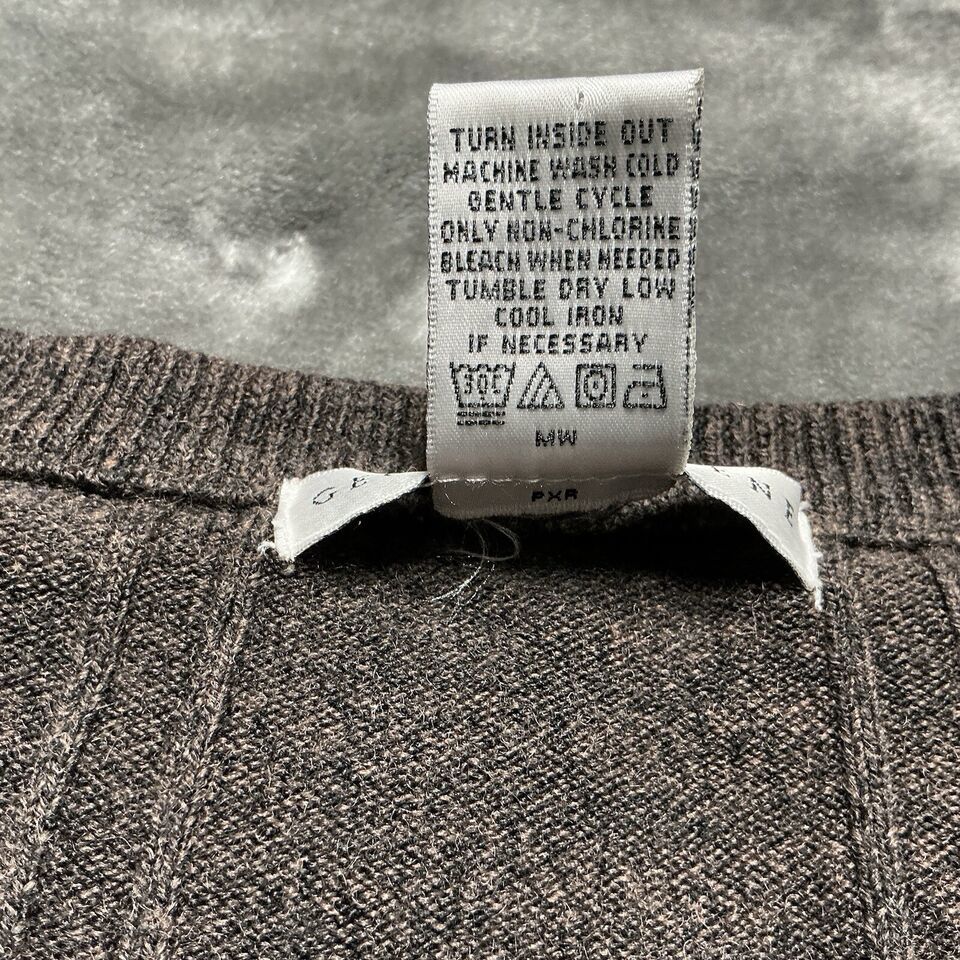 TURN INSIDE OUT
MACHINE WASH COLD
GENTLE CYCLE
ONLY NON-CHLORINE
BLEACH WHEN NEEDED
TUMBLE DRY LOW
COOL IRON
IF NECESSARY
30C
MW
PXR